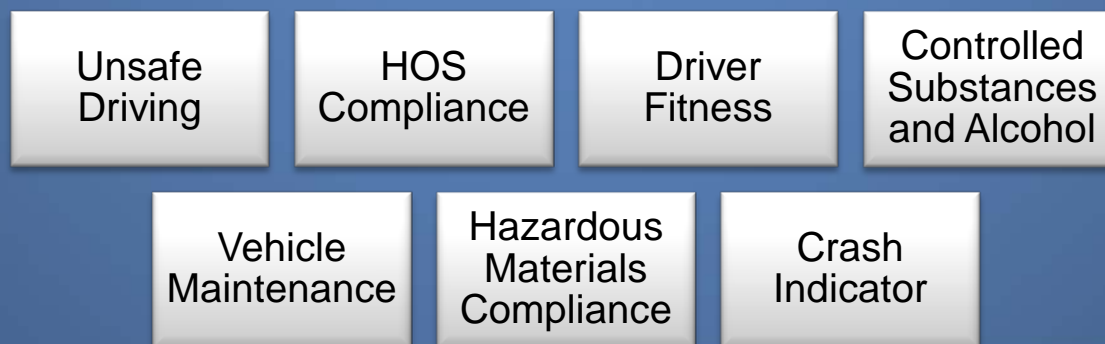 Unsafe
Driving
HOS
Compliance
Driver
Fitness
Controlled
Substances
and Alcohol
Vehicle
Maintenance
Hazardous
Materials
Compliance
Crash
Indicator